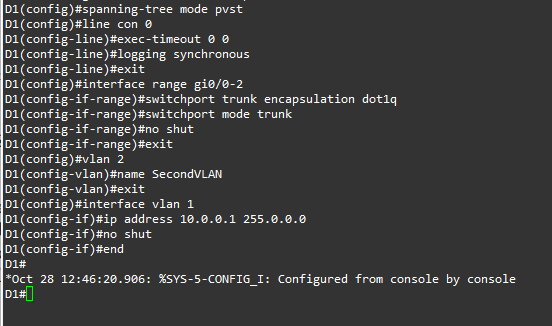 D1(config)#spanning-tree mode pvst
D1(config)#line con 0
D1(config-line)#exec-timeout 0 0
D1(config-line)#logging synchronous
D1(config-line)#exit
D1(config)#interface range gi0/0-2
D1(config-if-range)#switchport trunk encapsulation dot1q
D1(config-if-range)#switchport mode trunk
D1(config-if-range)#no shut
D1(config-if-range)#exit
D1(config)#vlan 2
D1(config-vlan)#name SecondVLAN
D1(config-vlan)#exit
D1(config)#interface vlan 1
D1(config-if)#ip address 10.0.0.1 255.0.0.0
D1(config-if)#no shut
D1(config-if)#end
D1#
*Oct 28 12:46:20.906: %SYS-5-CONFIG_I: Configured from console by console
D1#